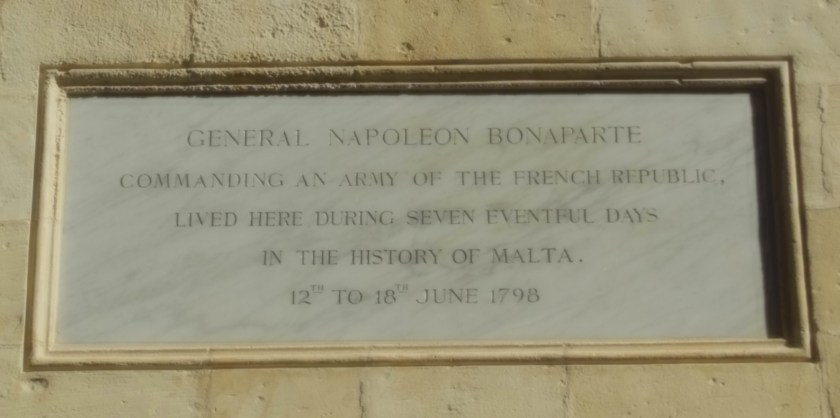 GENERAL NAPOLEON BONAPARTE
COMMANDING AN ARMY OF THE FRENCH REPUBLIC,
LIVED HERE DURING SEVEN EVENTFUL DAYS
IN THE HISTORY OF MALTA.
12TH TO 18TH JUNE 1798